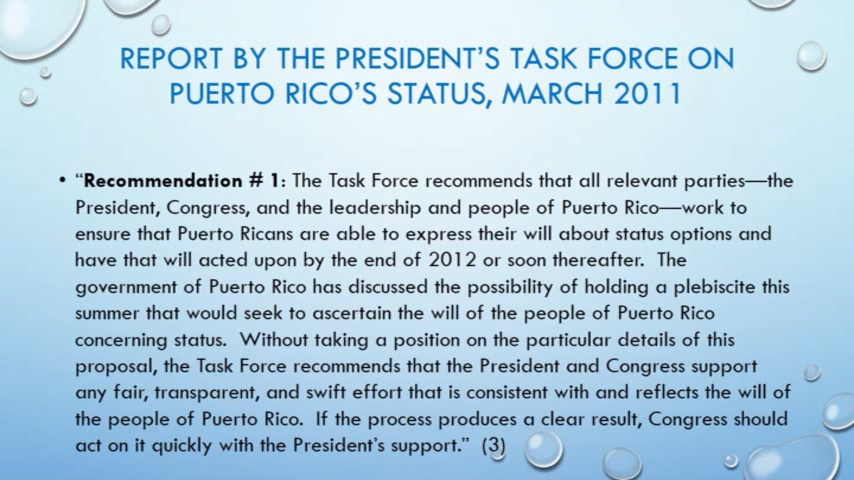 REPORT BY THE PRESIDENT’S TASK FORCE ON
PUERTO RICO’S STATUS, MARCH 2011
• “Recommendation # 1: The Task Force recommends that all relevant parties—the
President, Congress, and the leadership and people of Puerto Rico—work to
ensure that Puerto Ricans are able to express their will about status options and
have that will acted upon by the end of 2012 or soon thereafter. The
government of Puerto Rico has discussed the possibility of holding a plebiscite this
summer that would seek to ascertain the will of the people of Puerto Rico
concerning status. Without taking a position on the particular details of this
proposal, the Task Force recommends that the President and Congress support
any fair, transparent, and swift effort that is consistent with and reflects the will of
the people of Puerto Rico. If the process produces a clear result, Congress should
act on it quickly with the President’s support.” (3)